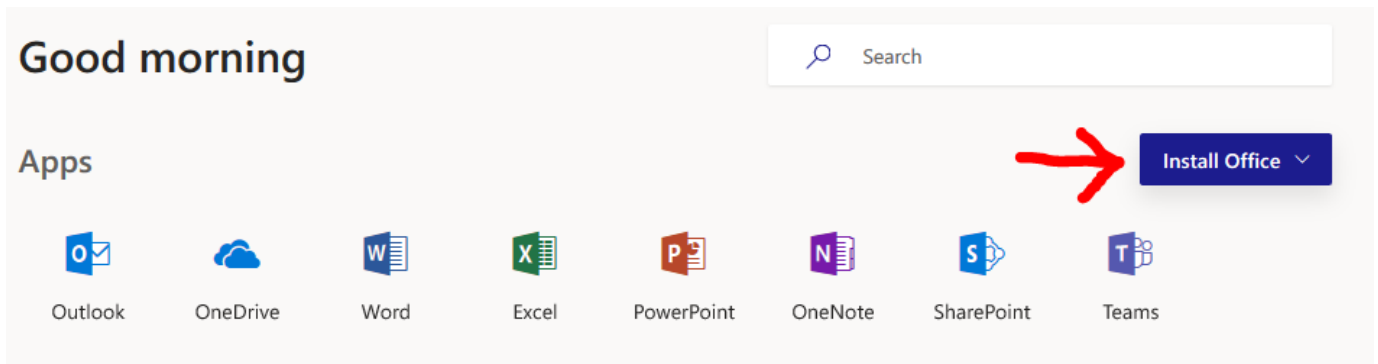 Good morning
Search
Apps
Install Office
Outlook OneDrive Word Excel PowerPoint OneNote SharePoint Teams